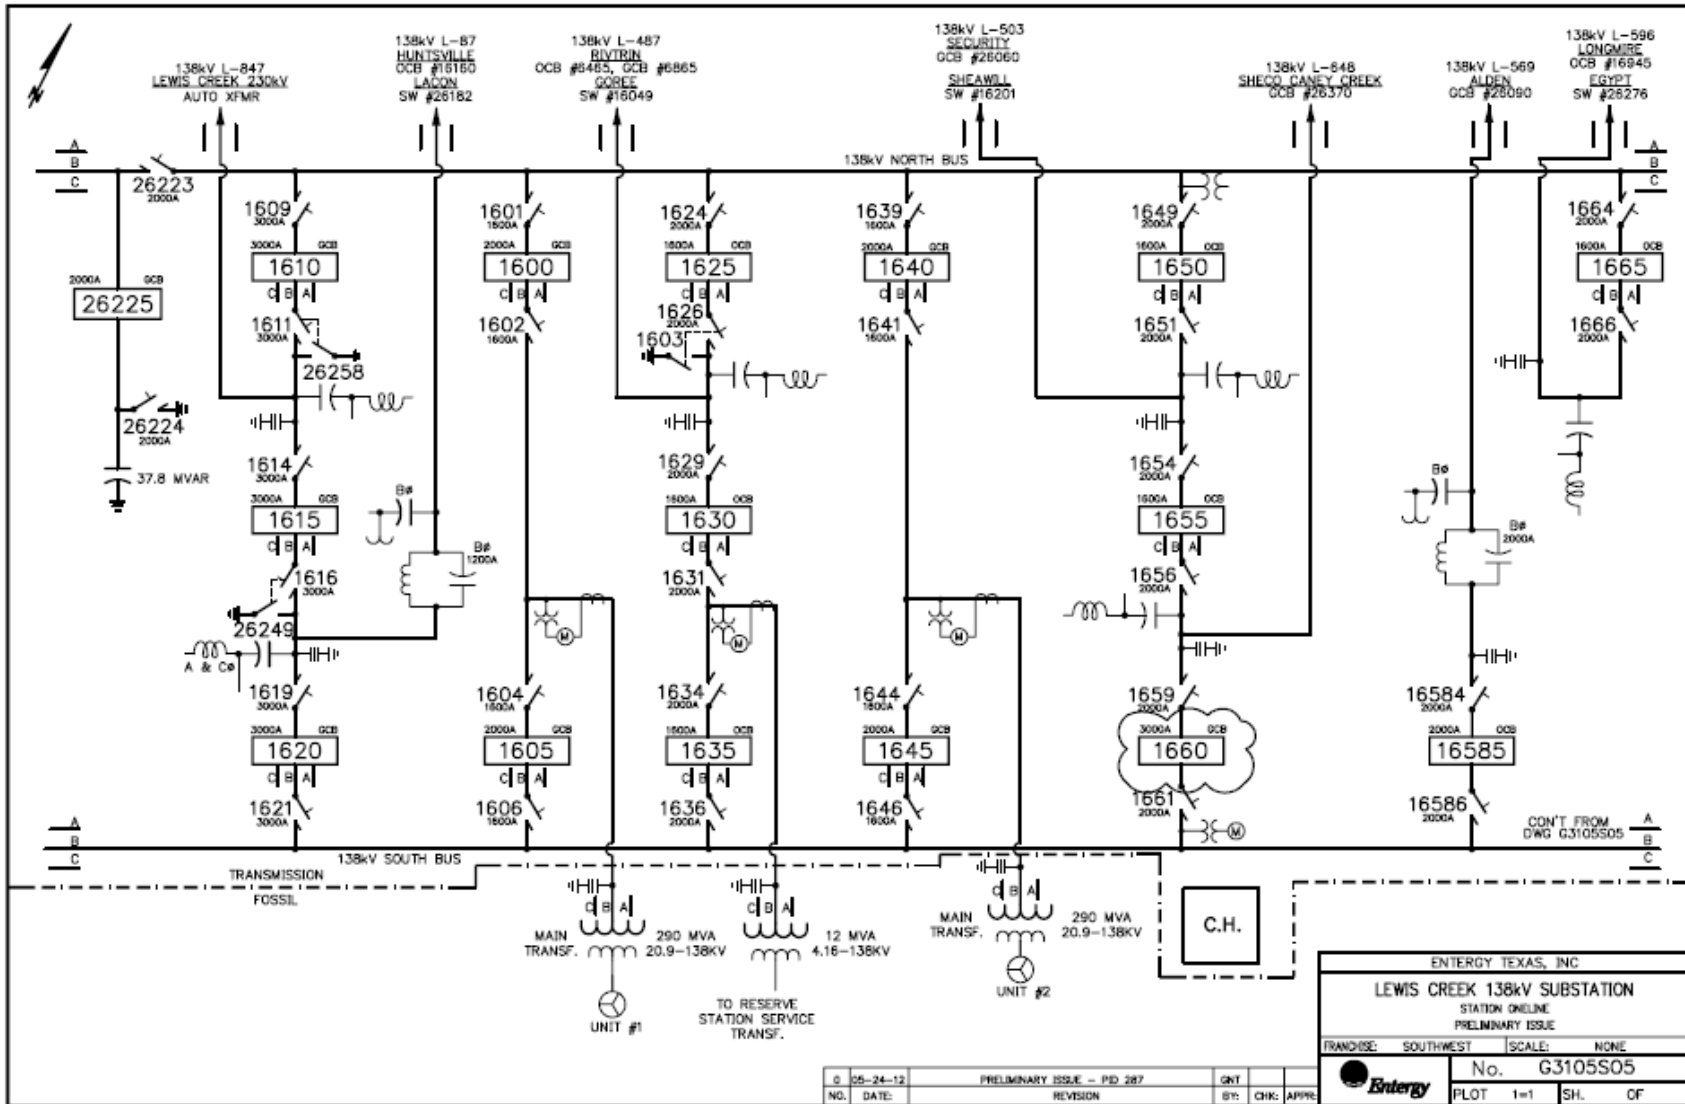 138kV L-847
LEWIS CREEK 230kV
AUTO XFMR
138kV L-87
HUNTSVILLE
OCB #16160
LACON
SW #26182
138kV L-487
RIVTRIN
OCB #6465, GCB #6865
GOREE
SW #16049
138kV L-503
SECURITY
GCB #26060
SHEAWILL
SW #16201
138kV L-648
SHECO CANEY CREEK
GCB #26370
138kV L-569
ALDEN
GCB #26090
138kV L-596
LONGMIRE
OCB #16945
EGYPT
SW #26276
A
B
C
138kV NORTH BUS
A
B
C
26223
2000A
1609
3000A
1601
1600A
1624
2000A
1639
1600A
1649
2000A
1664
2000A
3000A GCB
1610
C B A
2000A GCB
1600
C B A
1600A OCB
1625
C B A
2000A GCB
1640
C B A
1600A OCB
1650
C B A
1600A OCB
1665
C B A
2000A GCB
26225
1611
3000A
1602
1600A
1626
2000A
1603
1641
1600A
1651
2000A
1666
2000A
26258
26224
2000A
37.8 MVAR
1614
3000A
1629
2000A
1654
2000A
3000A GCB
1615
C B A
1600A OCB
1630
C B A
1600A OCB
1655
C B A
BØ
BØ
1200A
BØ
BØ
2000A
1616
3000A
1631
2000A
1656
2000A
26249
A & CØ
M
M
M
1619
3000A
1604
1600A
1634
2000A
1644
1600A
1659
2000A
16584
2000A
3000A GCB
1620
C B A
2000A GCB
1605
C B A
1600A OCB
1635
C B A
2000A GCB
1645
C B A
3000A GCB
1660
2000A OCB
16585
1621
3000A
1606
1600A
1636
2000A
1646
1600A
1661
2000A
16586
2000A
M
CON'T FROM
DWG G3105S05
A
B
C
138kV SOUTH BUS
A
B
C
TRANSMISSION
FOSSIL
C B A
MAIN
TRANSF.
290 MVA
20.9-138KV
UNIT #1
C B A
12 MVA
4.16-138KV
TO RESERVE
STATION SERVICE
TRANSF.
C B A
MAIN
TRANSF.
290 MVA
20.9-138KV
UNIT #2
C.H.
ENTERGY TEXAS, INC
LEWIS CREEK 138kV SUBSTATION
STATION ONELINE
PRELIMINARY ISSUE
FRANCHISE: SOUTHWEST SCALE: NONE
Entergy
No. G3105S05
PLOT 1=1 SH. OF
0 05-24-12 PRELIMINARY ISSUE - PID 287 GNT
NO. DATE: REVISION BY: CHK: APPR: